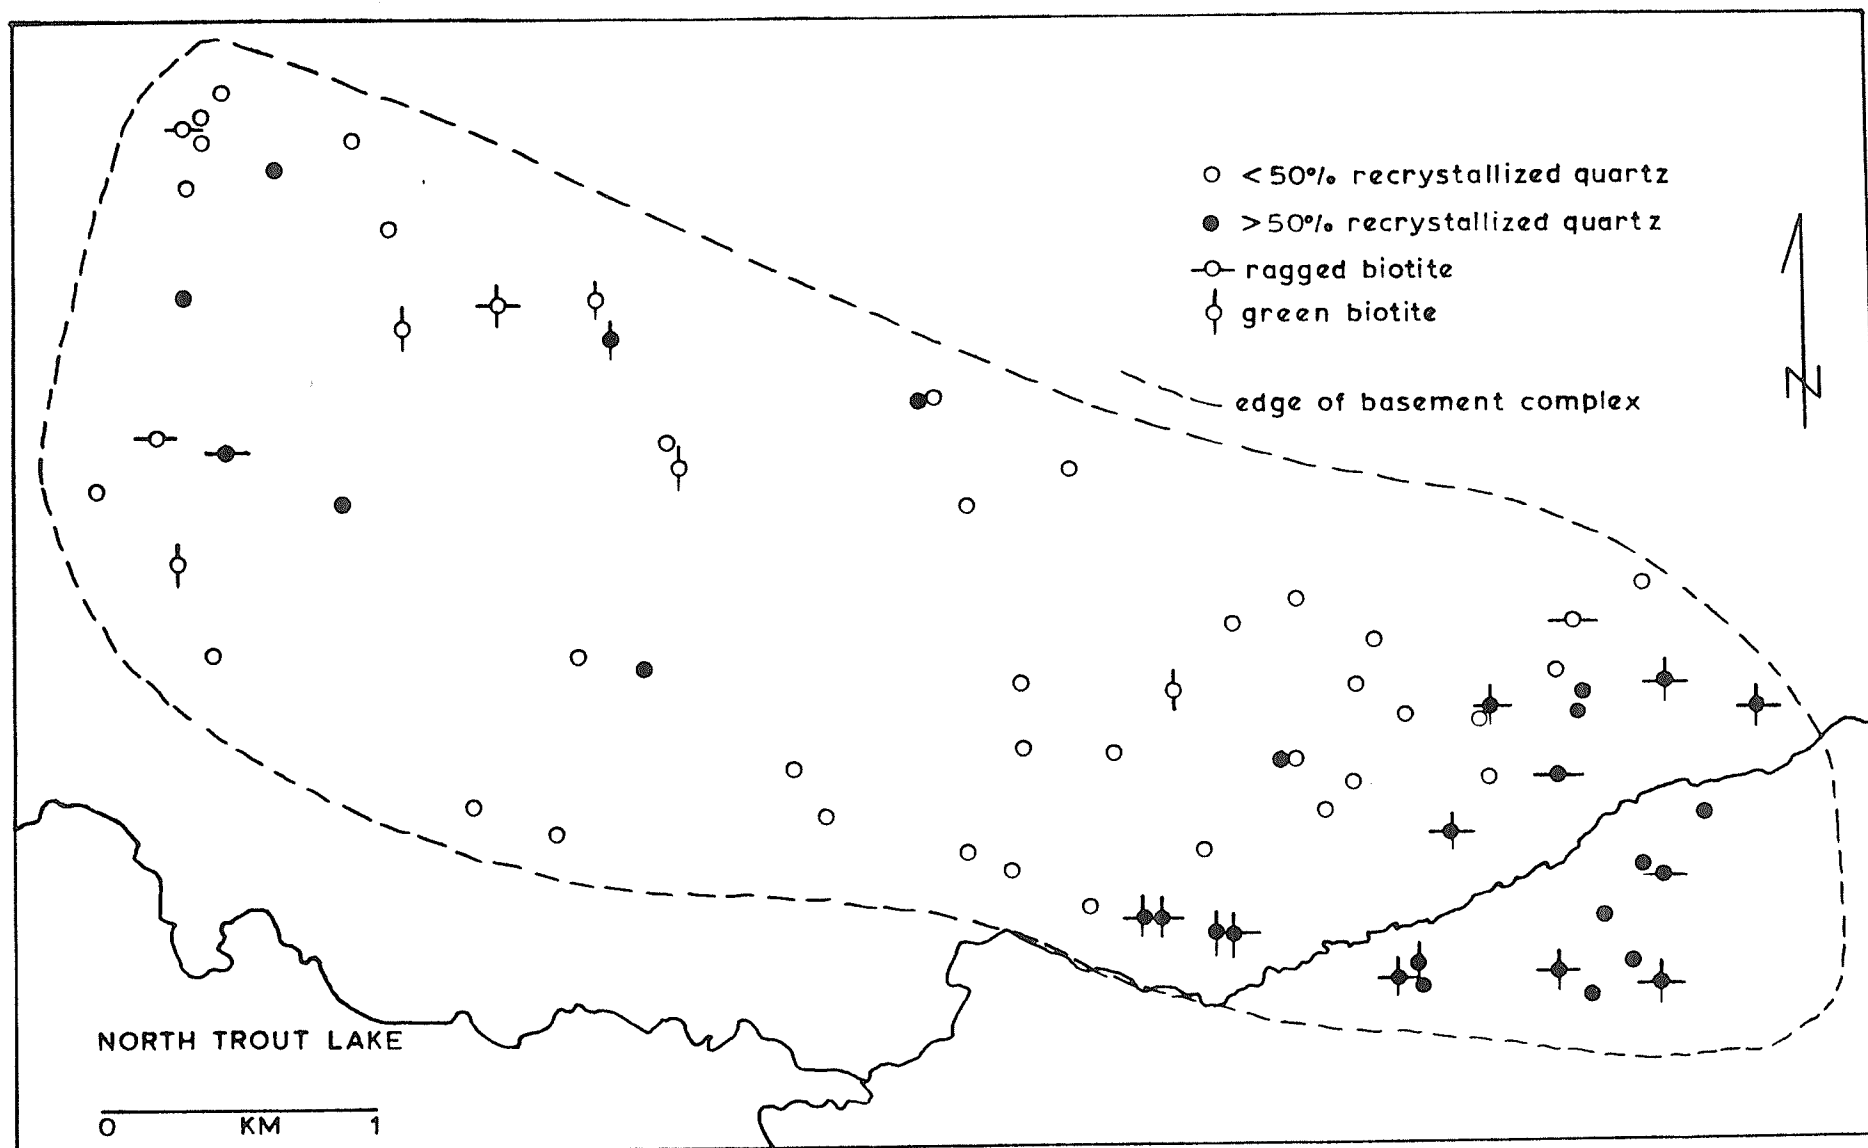 < 50% recrystallized quartz
> 50% recrystallized quartz
ragged biotite
green biotite
edge of basement complex
N
NORTH TROUT LAKE
0 KM 1